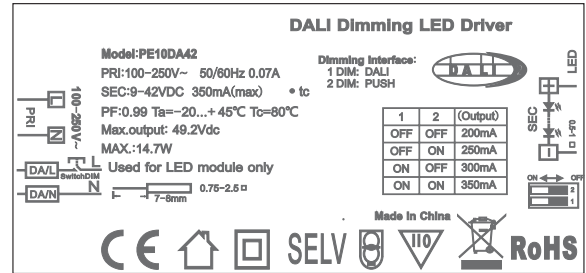 DALI Dimming LED Driver
Model:PE10DA42
PRI:100-250V~ 50/60Hz 0.07A
SEC:9-42VDC 350mA(max) • tc
PF:0.99 Ta=-20...+ 45℃ Tc=80℃
Max.output: 49.2Vdc
MAX.:14.7W
Used for LED module only
0.75-2.5¤
7-8mm
PRI
L
N
100-250V~
DA/L
DA/N
SwitchDIM
L
N
Dimming Interface:
1 DIM: DALI
2 DIM: PUSH
DALI
1 2 (Output)
OFF OFF 200mA
OFF ON 250mA
ON OFF 300mA
ON ON 350mA
LED
SEC
+
-
ON OFF
2
1
Made in China
CE SELV 110 RoHS